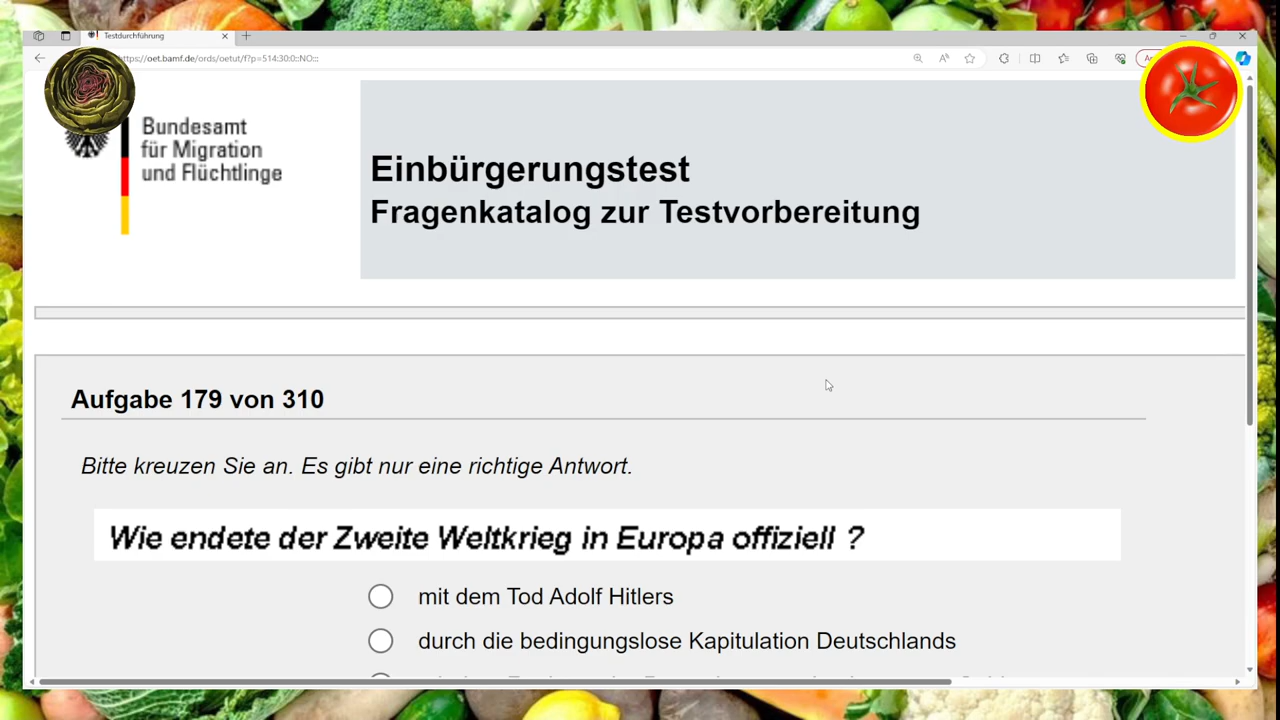 Testdurchführung
https://oet.bamf.de/ords/oetut/f?p=514:30:0::NO:::
Bundesamt
für Migration
und Flüchtlinge
Einbürgerungstest
Fragenkatalog zur Testvorbereitung
Aufgabe 179 von 310
Bitte kreuzen Sie an. Es gibt nur eine richtige Antwort.
Wie endete der Zweite Weltkrieg in Europa offiziell ?
mit dem Tod Adolf Hitlers
durch die bedingungslose Kapitulation Deutschlands